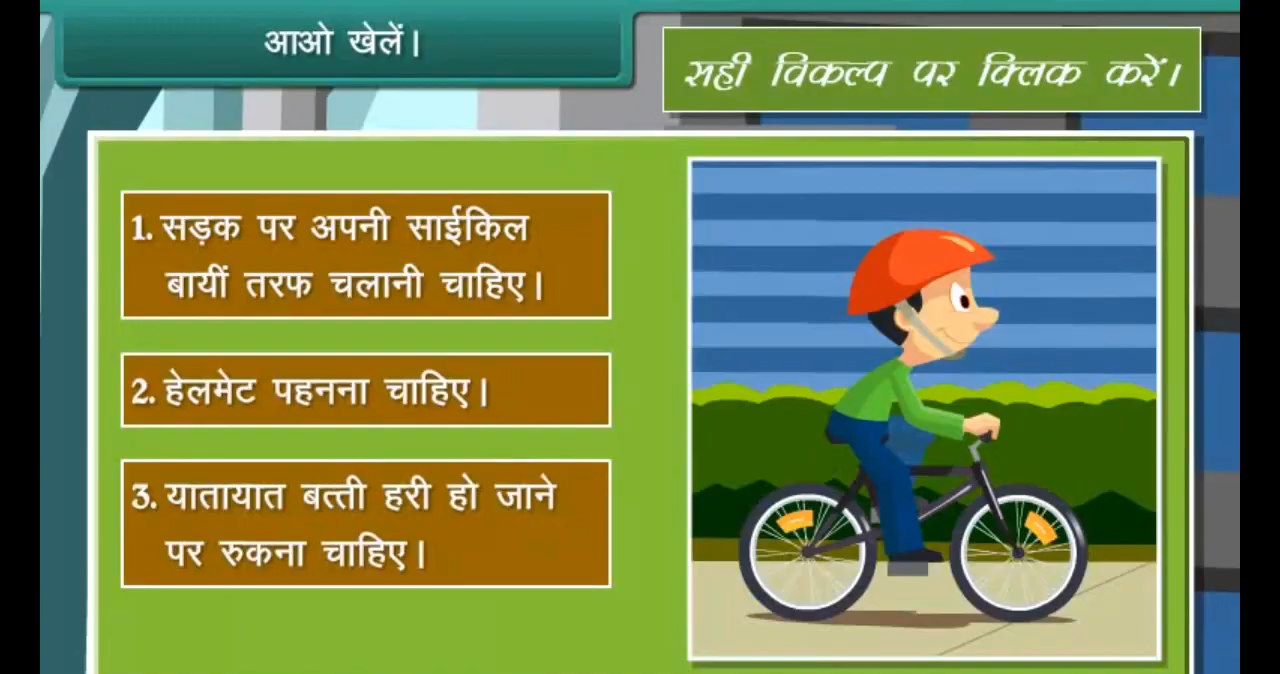 आओ खेलें।
सही विकल्प पर क्लिक करें।
1. सड़क पर अपनी साईकिल
बायीं तरफ चलानी चाहिए।
2. हेलमेट पहनना चाहिए।
3. यातायात बत्ती हरी हो जाने
पर रुकना चाहिए।